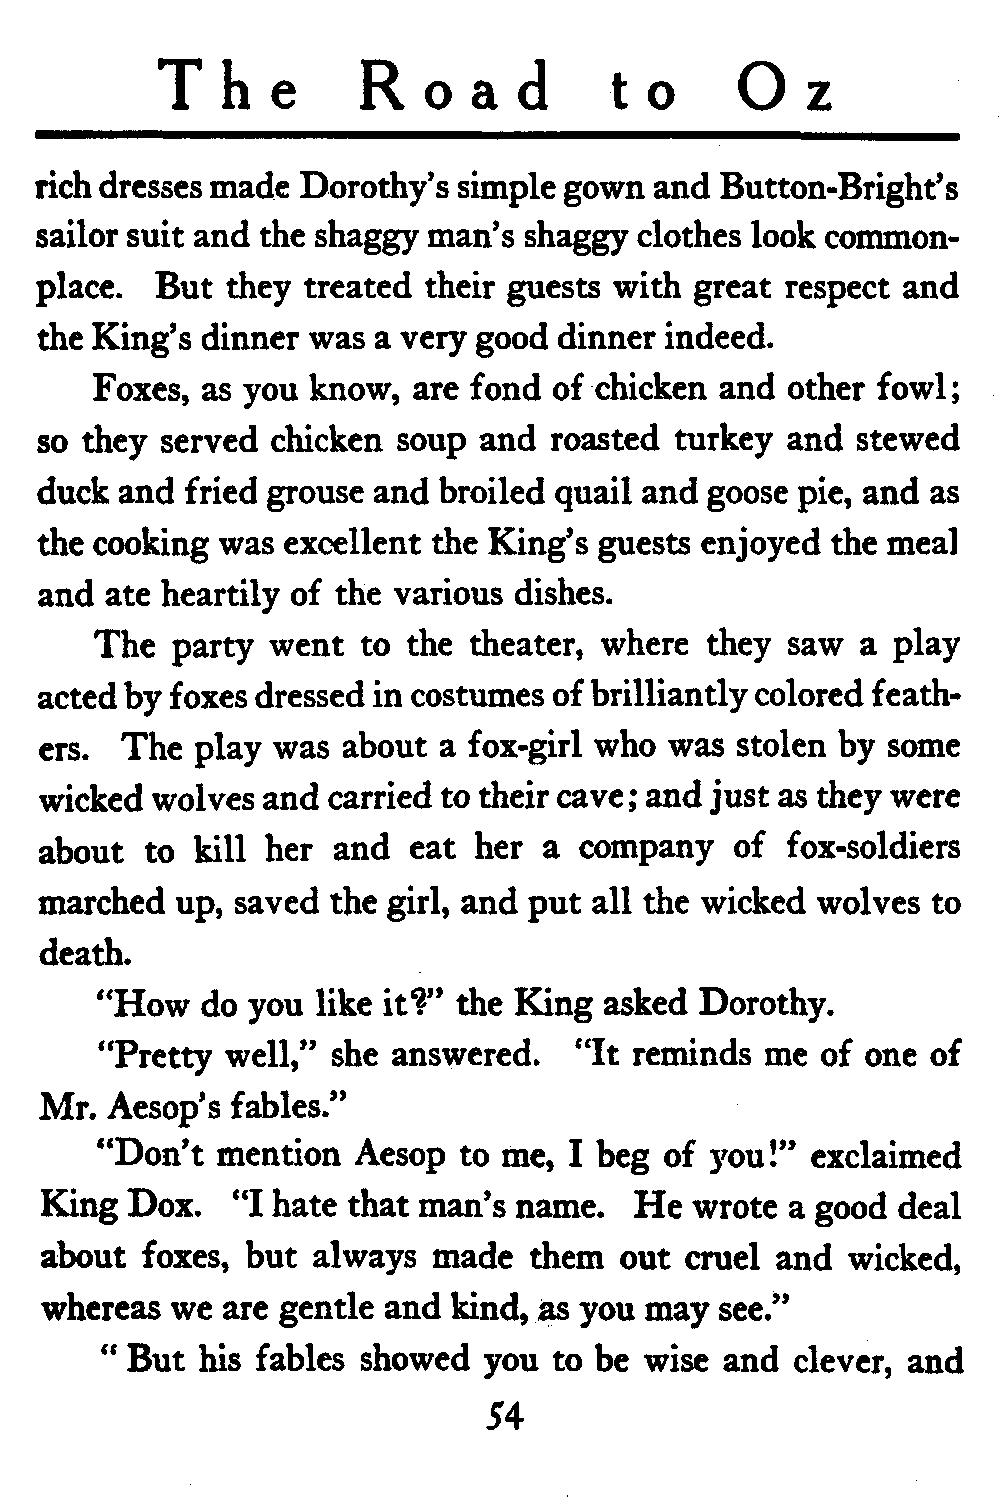 The Road to Oz
rich dresses made Dorothy's simple gown and Button-Bright's
sailor suit and the shaggy man's shaggy clothes look common-
place. But they treated their guests with great respect and
the King's dinner was a very good dinner indeed.
Foxes, as you know, are fond of chicken and other fowl;
so they served chicken soup and roasted turkey and stewed
duck and fried grouse and broiled quail and goose pie, and as
the cooking was excellent the King's guests enjoyed the meal
and ate heartily of the various dishes.
The party went to the theater, where they saw a play
acted by foxes dressed in costumes of brilliantly colored feath-
ers. The play was about a fox-girl who was stolen by some
wicked wolves and carried to their cave; and just as they were
about to kill her and eat her a company of fox-soldiers
marched up, saved the girl, and put all the wicked wolves to
death.
"How do you like it?" the King asked Dorothy.
"Pretty well," she answered. "It reminds me of one of
Mr. Aesop's fables."
"Don't mention Aesop to me, I beg of you!" exclaimed
King Dox. "I hate that man's name. He wrote a good deal
about foxes, but always made them out cruel and wicked,
whereas we are gentle and kind, as you may see."
" But his fables showed you to be wise and clever, and
54